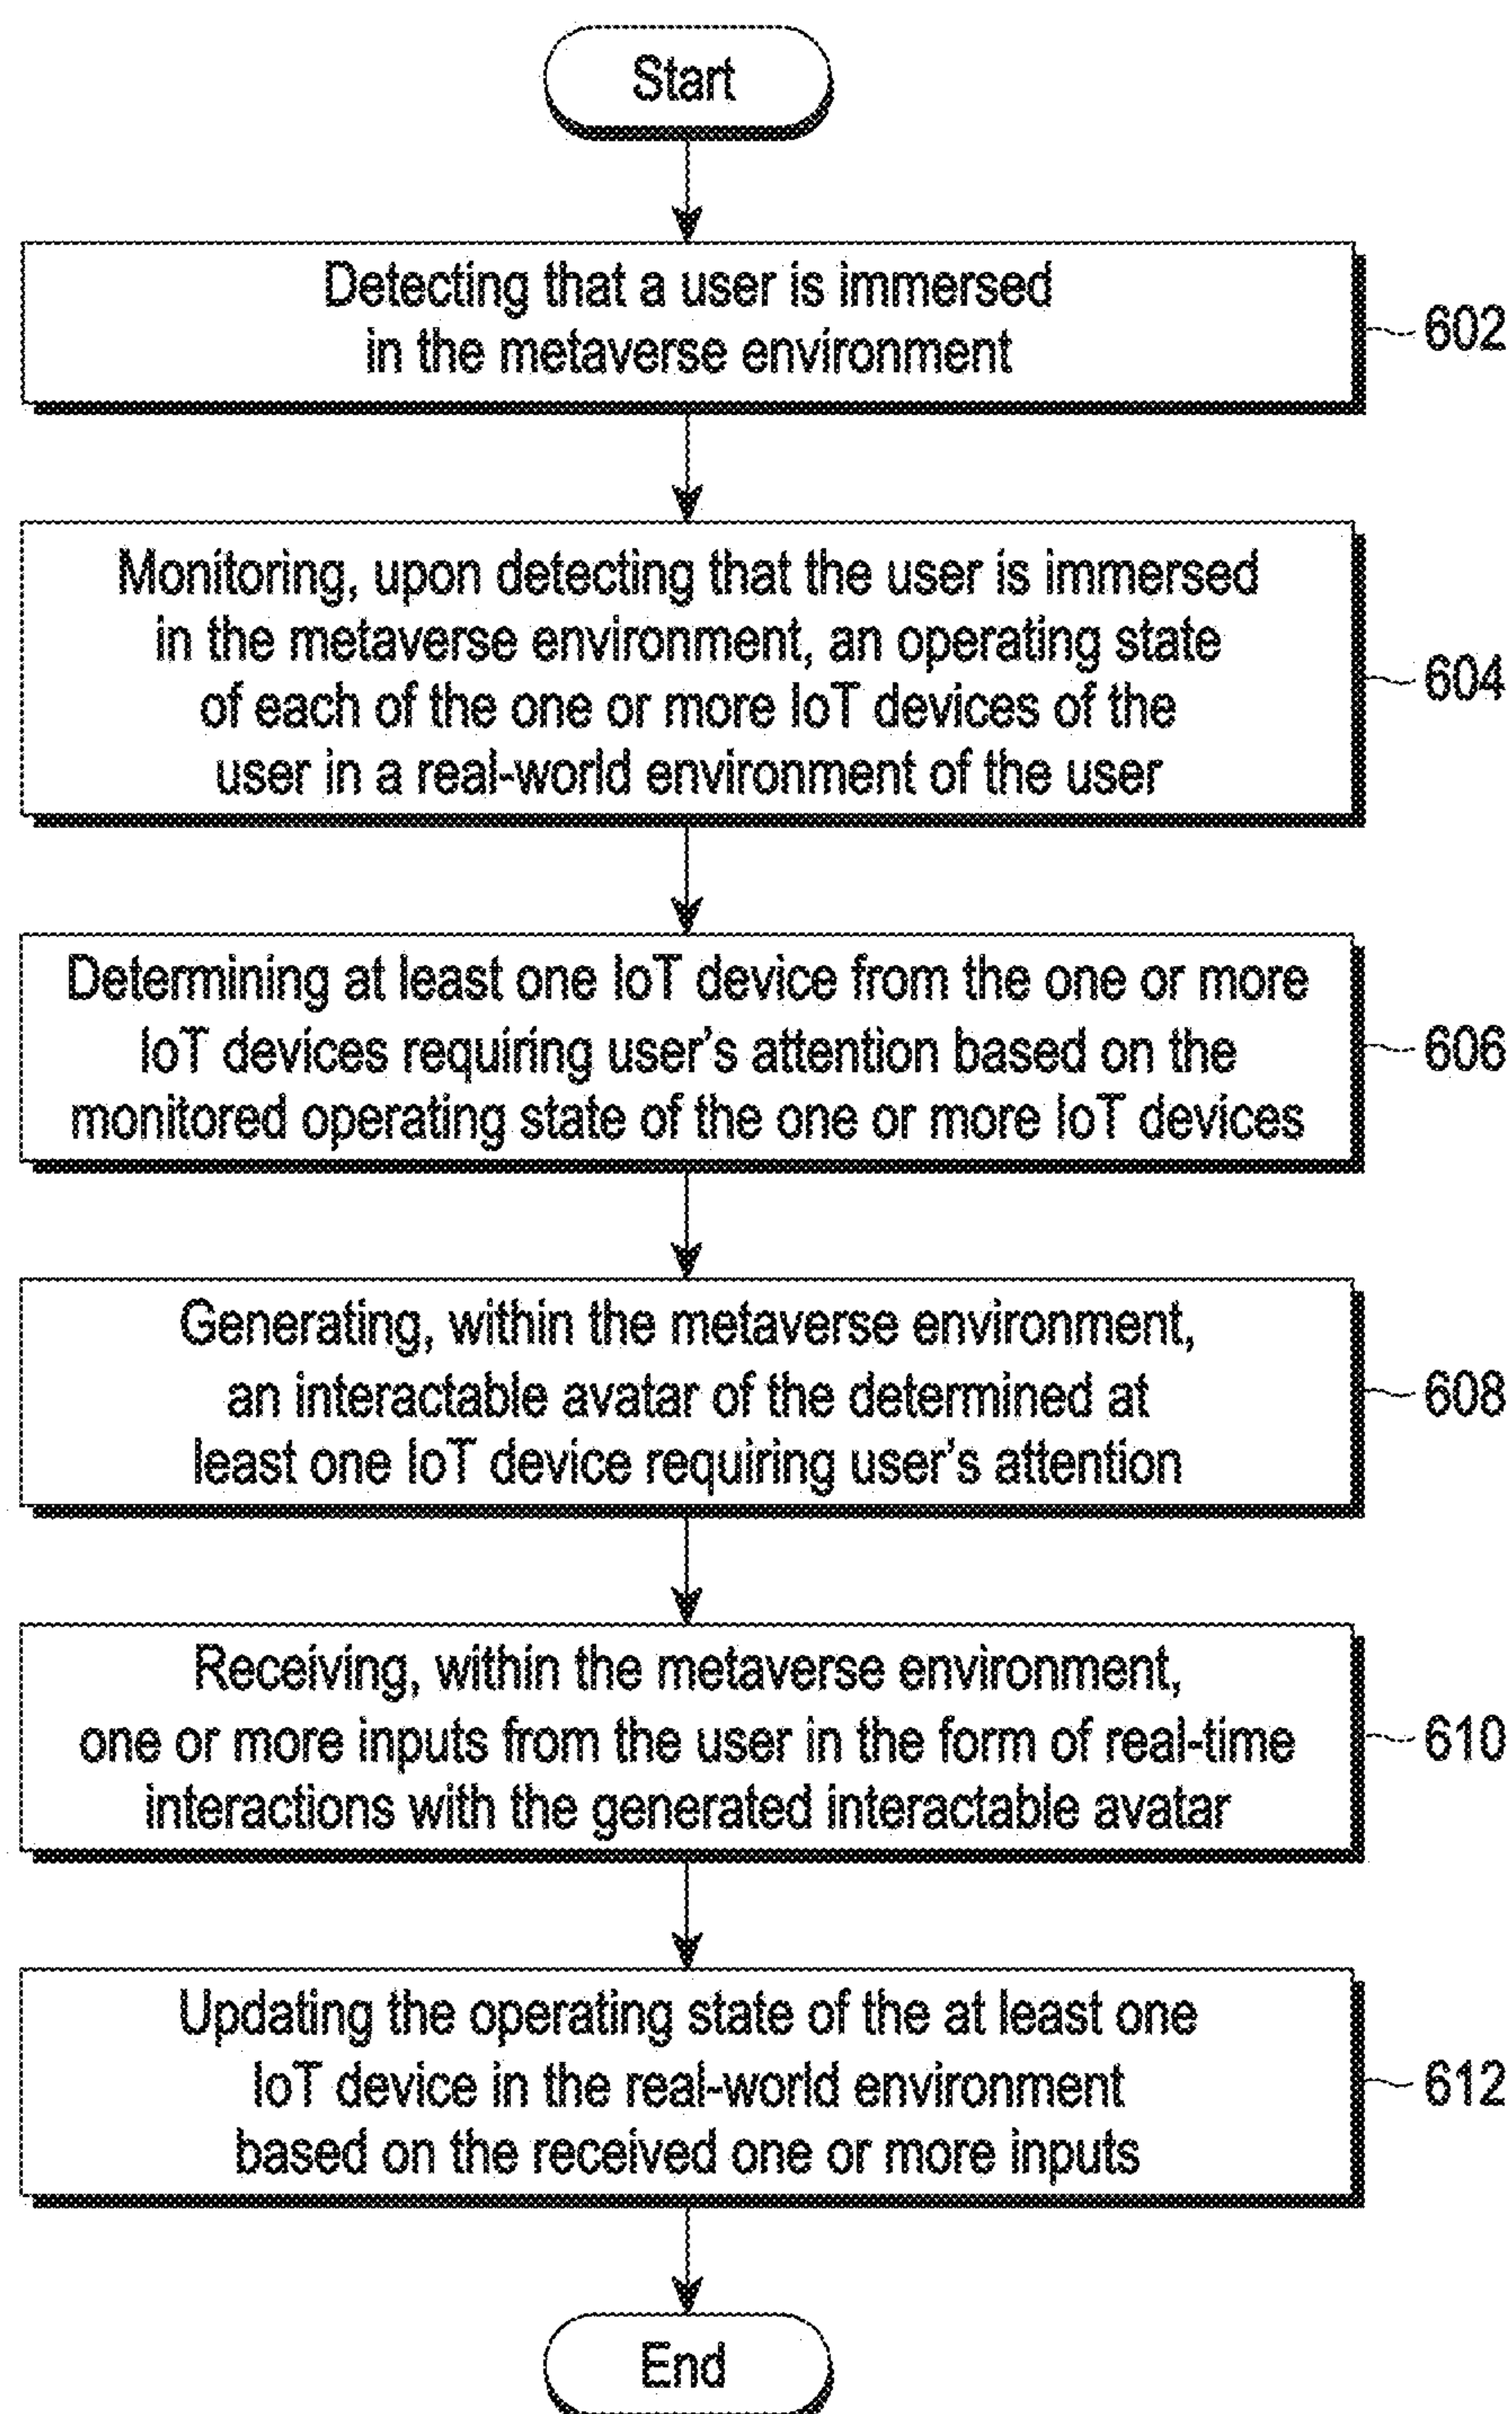 Start
Detecting that a user is immersed
in the metaverse environment
602
Monitoring, upon detecting that the user is immersed
in the metaverse environment, an operating state
of each of the one or more IoT devices of the
user in a real-world environment of the user
604
Determining at least one IoT device from the one or more
IoT devices requiring user's attention based on the
monitored operating state of the one or more IoT devices
606
Generating, within the metaverse environment,
an interactable avatar of the determined at
least one IoT device requiring user's attention
608
Receiving, within the metaverse environment,
one or more inputs from the user in the form of real-time
interactions with the generated interactable avatar
610
Updating the operating state of the at least one
IoT device in the real-world environment
based on the received one or more inputs
612
End